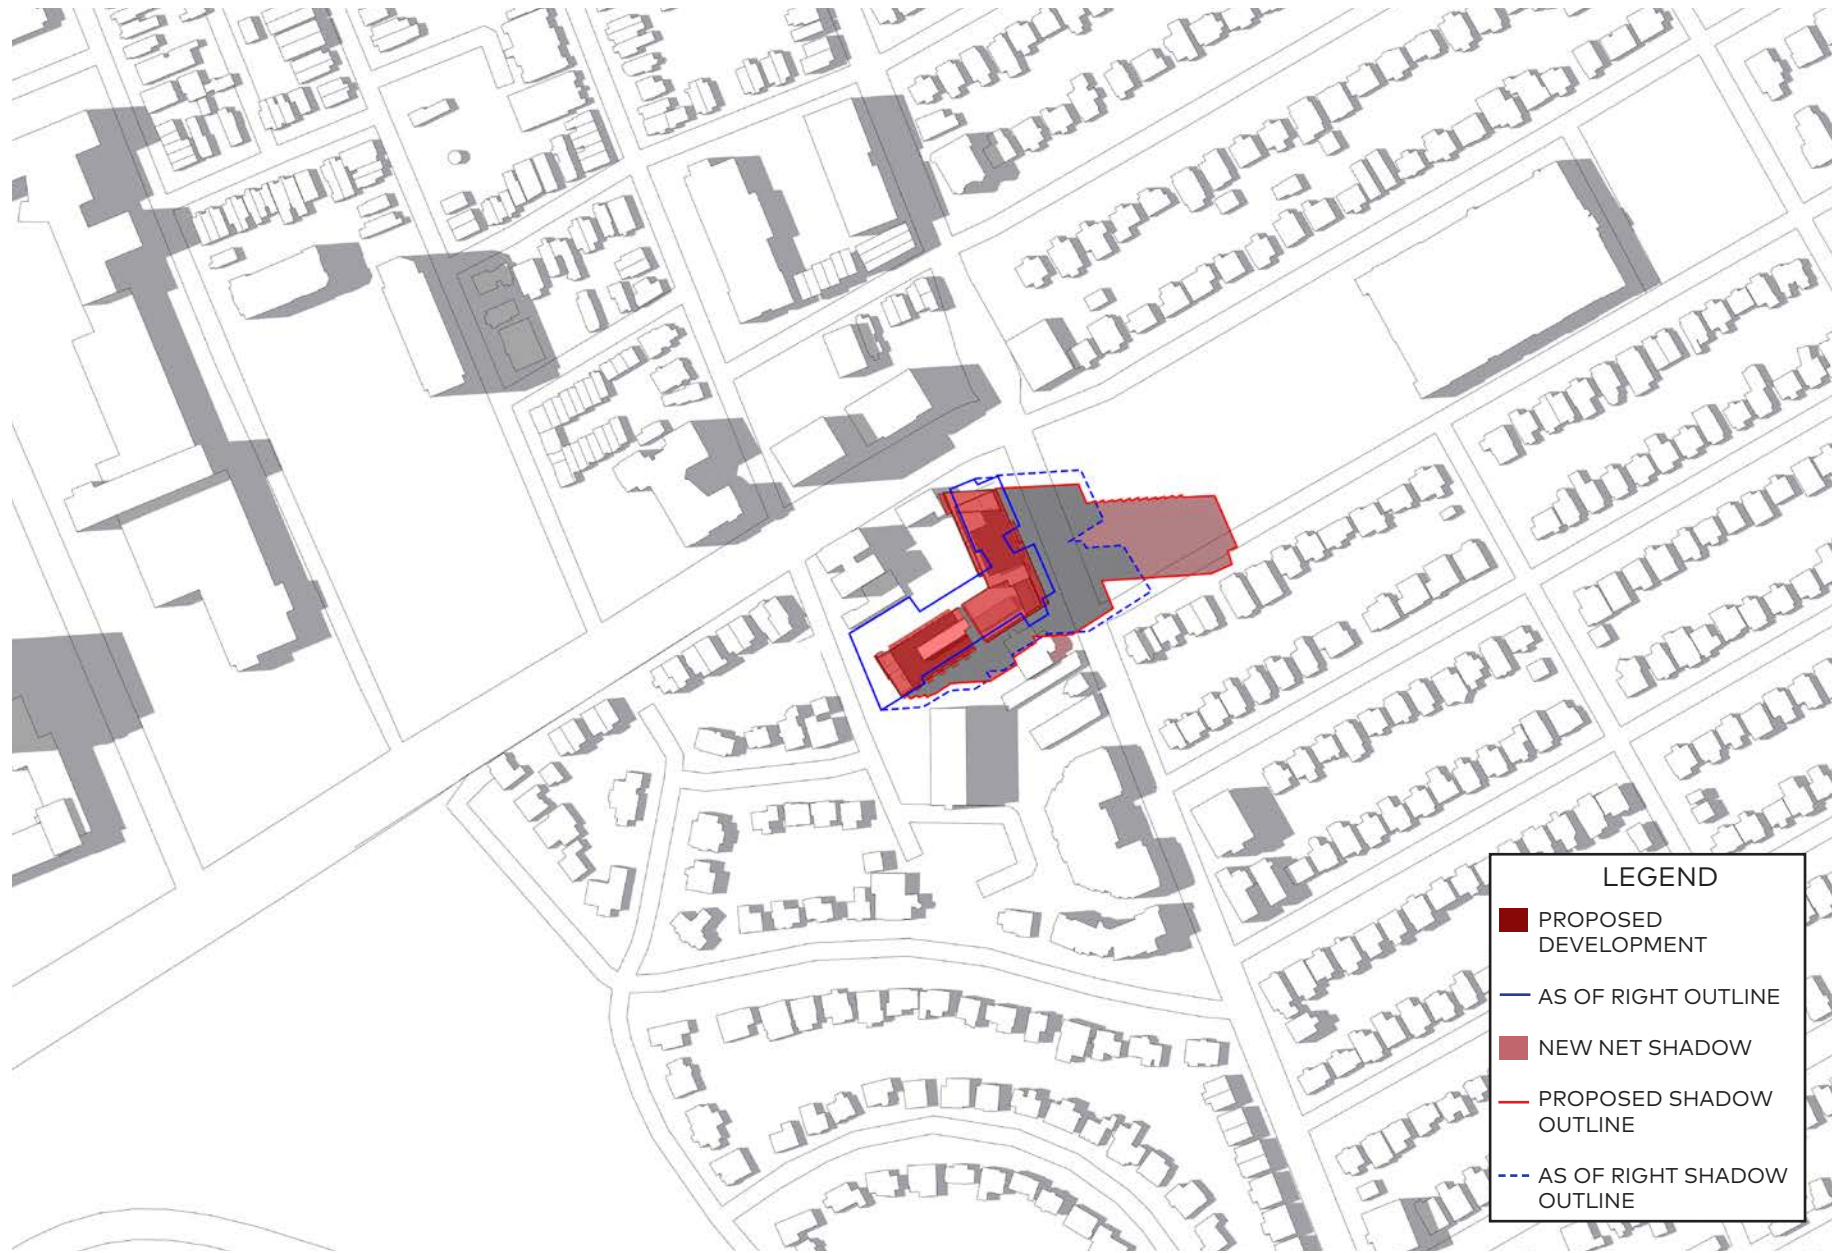 LEGEND
PROPOSED
DEVELOPMENT
AS OF RIGHT OUTLINE
NEW NET SHADOW
PROPOSED SHADOW
OUTLINE
AS OF RIGHT SHADOW
OUTLINE